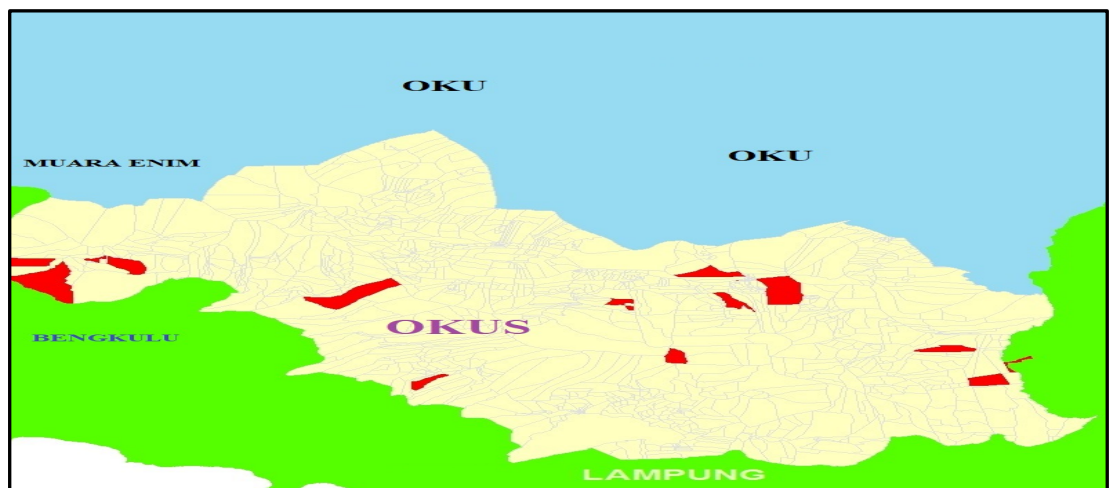 OKU
OKU
MUARA ENIM
OKUS
BENGKULU
LAMPUNG